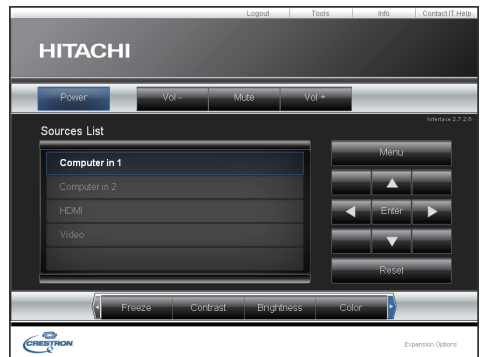 Logout Tools Info Contact IT Help
HITACHI
Power Vol - Mute Vol +
Interface 2.7.2.6
Sources List
Computer in 1
Computer in 2
HDMI
Video
Menu
Enter
Reset
Freeze Contrast Brightness Color
CRESTRON
Expansion Options